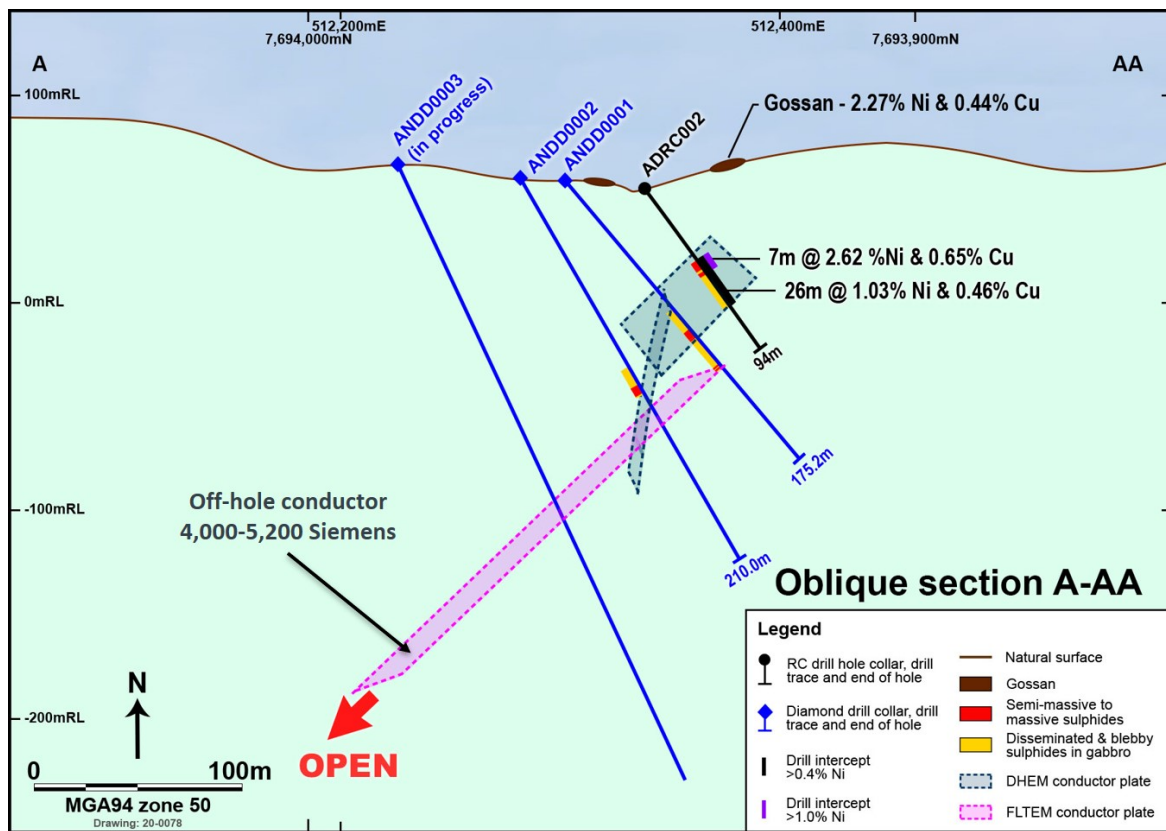 512,200mE
7,694,000mN
512,400mE
7,693,900mN
A
AA
100mRL
ANDD0003
(in progress)
ANDD0002
ANDD0001
ADRC002
Gossan - 2.27% Ni & 0.44% Cu
7m @ 2.62 %Ni & 0.65% Cu
26m @ 1.03% Ni & 0.46% Cu
0mRL
94m
175.2m
210.0m
-100mRL
Off-hole conductor
4,000-5,200 Siemens
-200mRL
N
OPEN
0
100m
MGA94 zone 50
Drawing: 20-0078
Oblique section A-AA
Legend
RC drill hole collar, drill
trace and end of hole
Diamond drill collar, drill
trace and end of hole
Drill intercept
>0.4% Ni
Drill intercept
>1.0% Ni
Natural surface
Gossan
Semi-massive to
massive sulphides
Disseminated & blebby
sulphides in gabbro
DHEM conductor plate
FLTEM conductor plate